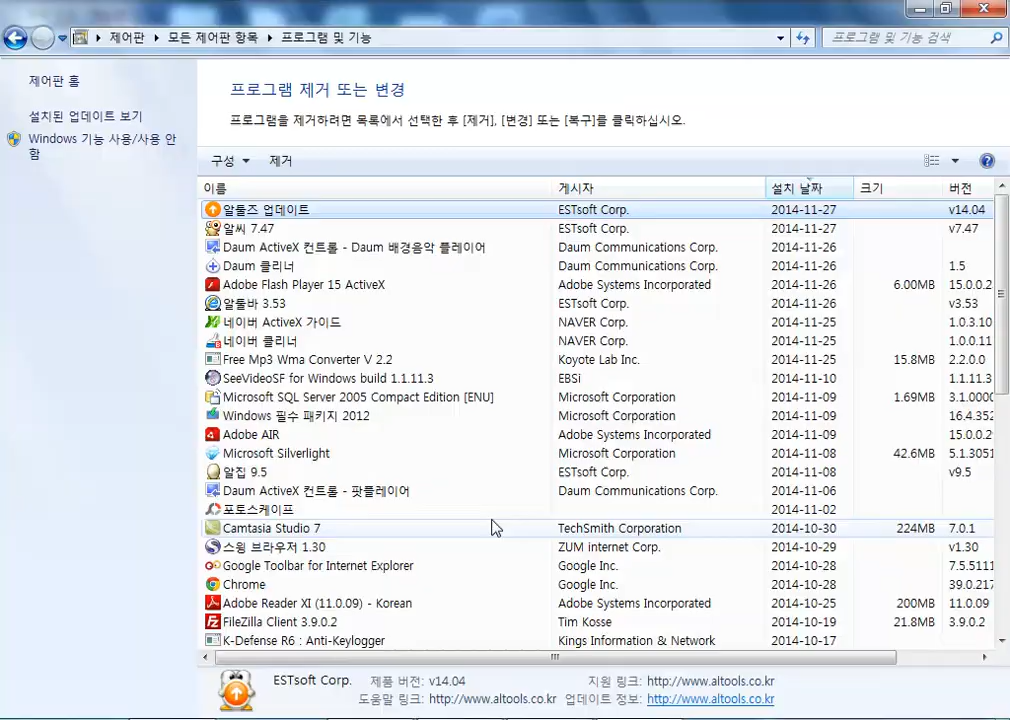 제어판 ▸ 모든 제어판 항목 ▸ 프로그램 및 기능
프로그램 및 기능 검색
제어판 홈
설치된 업데이트 보기
Windows 기능 사용/사용 안
함
프로그램 제거 또는 변경
프로그램을 제거하려면 목록에서 선택한 후 [제거], [변경] 또는 [복구]를 클릭하십시오.
구성 제거
이름 게시자 설치 날짜 크기 버전
알툴즈 업데이트 ESTsoft Corp. 2014-11-27 v14.04
알씨 7.47 ESTsoft Corp. 2014-11-27 v7.47
Daum ActiveX 컨트롤 - Daum 배경음악 플레이어 Daum Communications Corp. 2014-11-26
Daum 클리너 Daum Communications Corp. 2014-11-26 1.5
Adobe Flash Player 15 ActiveX Adobe Systems Incorporated 2014-11-26 6.00MB 15.0.0.2
알툴바 3.53 ESTsoft Corp. 2014-11-26 v3.53
네이버 ActiveX 가이드 NAVER Corp. 2014-11-25 1.0.3.10
네이버 클리너 NAVER Corp. 2014-11-25 1.0.0.11
Free Mp3 Wma Converter V 2.2 Koyote Lab Inc. 2014-11-25 15.8MB 2.2.0.0
SeeVideoSF for Windows build 1.1.11.3 EBSi 2014-11-10 1.1.11.3
Microsoft SQL Server 2005 Compact Edition [ENU] Microsoft Corporation 2014-11-09 1.69MB 3.1.0000
Windows 필수 패키지 2012 Microsoft Corporation 2014-11-09 16.4.352
Adobe AIR Adobe Systems Incorporated 2014-11-09 15.0.0.2
Microsoft Silverlight Microsoft Corporation 2014-11-09 42.6MB 5.1.3051
알집 9.5 ESTsoft Corp. 2014-11-08 v9.5
Daum ActiveX 컨트롤 - 팟플레이어 Daum Communications Corp. 2014-11-06
포토스케이프 2014-11-02
Camtasia Studio 7 TechSmith Corporation 2014-10-30 224MB 7.0.1
스윙 브라우저 1.30 ZUM internet Corp. 2014-10-29 v1.30
Google Toolbar for Internet Explorer Google Inc. 2014-10-28 7.5.5111
Chrome Google Inc. 2014-10-28 39.0.217
Adobe Reader XI (11.0.09) - Korean Adobe Systems Incorporated 2014-10-25 200MB 11.0.09
FileZilla Client 3.9.0.2 Tim Kosse 2014-10-19 21.8MB 3.9.0.2
K-Defense R6 : Anti-Keylogger Kings Information & Network 2014-10-17
ESTsoft Corp. 제품 버전: v14.04 지원 링크: http://www.altools.co.kr
도움말 링크: http://www.altools.co.kr 업데이트 정보: http://www.altools.co.kr